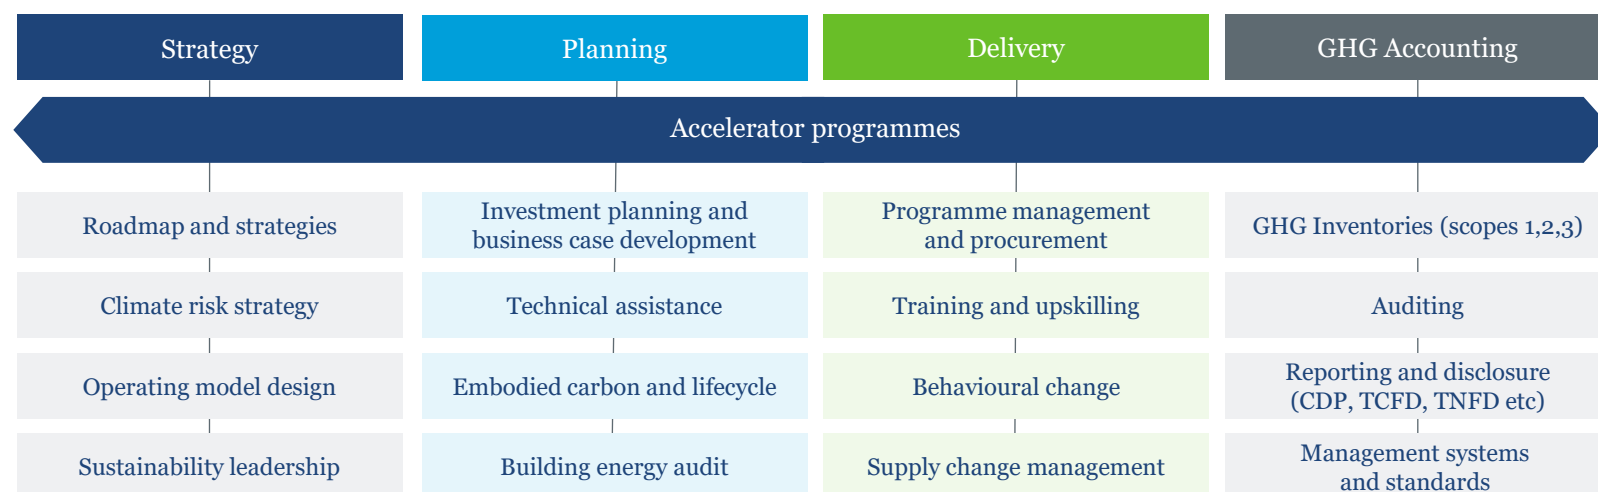 Strategy
Planning
Delivery
GHG Accounting
Accelerator programmes
Roadmap and strategies
Investment planning and
business case development
Programme management
and procurement
GHG Inventories (scopes 1,2,3)
Climate risk strategy
Technical assistance
Training and upskilling
Auditing
Operating model design
Embodied carbon and lifecycle
Behavioural change
Reporting and disclosure
(CDP, TCFD, TNFD etc)
Sustainability leadership
Building energy audit
Supply change management
Management systems
and standards